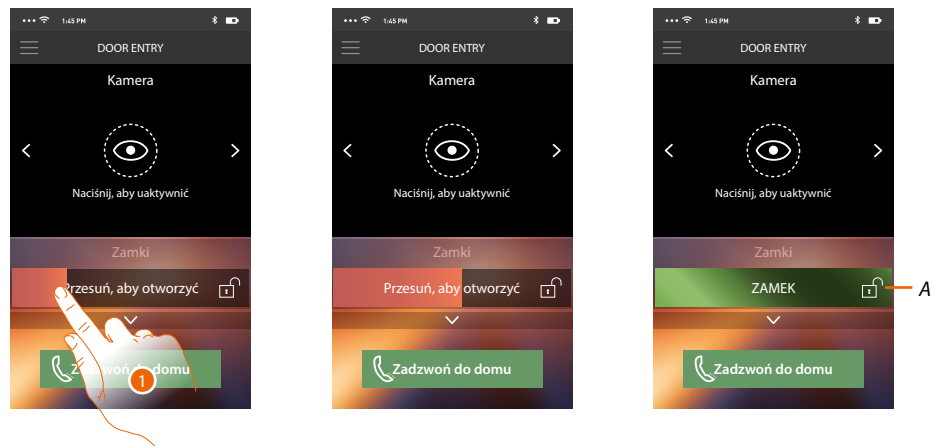 1:45 PM
DOOR ENTRY
Kamera
Naciśnij, aby uaktywnić
Zamki
Przesuń, aby otworzyć
Zadzwoń do domu
1
1:45 PM
DOOR ENTRY
Kamera
Naciśnij, aby uaktywnić
Zamki
Przesuń, aby otworzyć
Zadzwoń do domu
1:45 PM
DOOR ENTRY
Kamera
Naciśnij, aby uaktywnić
Zamki
ZAMEK
A
Zadzwoń do domu